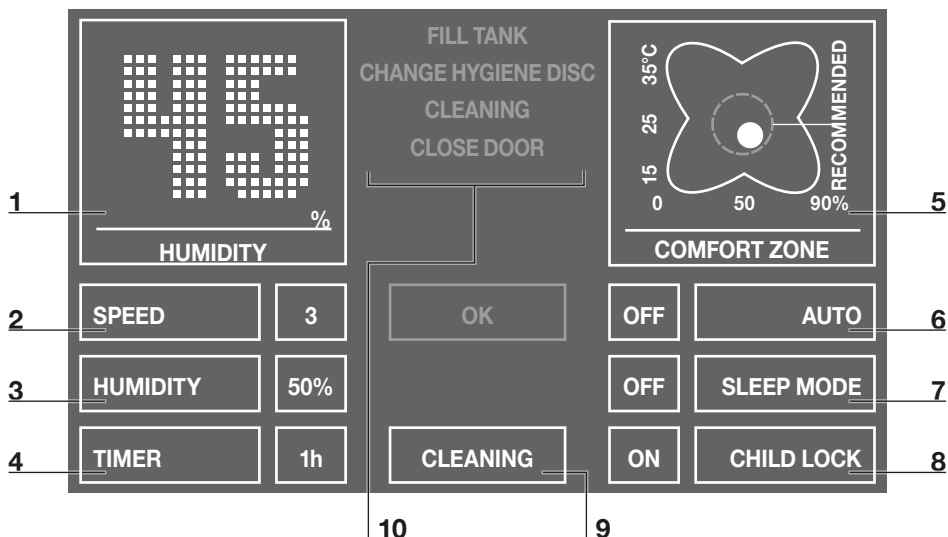 45
%
HUMIDITY
FILL TANK
CHANGE HYGIENE DISC
CLEANING
CLOSE DOOR
35°C
25
15
0 50 90%
RECOMMENDED
COMFORT ZONE
1
5
2 SPEED 3 OK OFF AUTO 6
3 HUMIDITY 50% OFF SLEEP MODE 7
4 TIMER 1h CLEANING ON CHILD LOCK 8
10 9